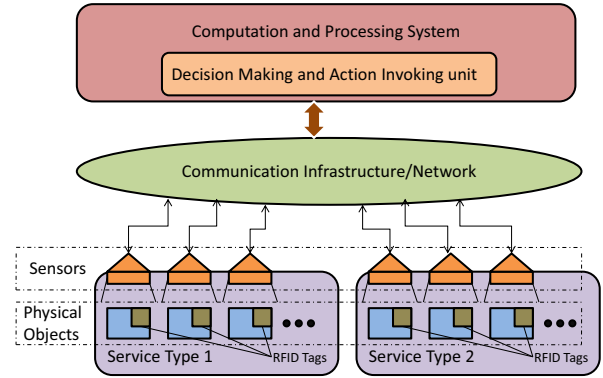 Computation and Processing System
Decision Making and Action Invoking unit
Communication Infrastructure/Network
Sensors
Physical
Objects
Service Type 1
RFID Tags
Service Type 2
RFID Tags